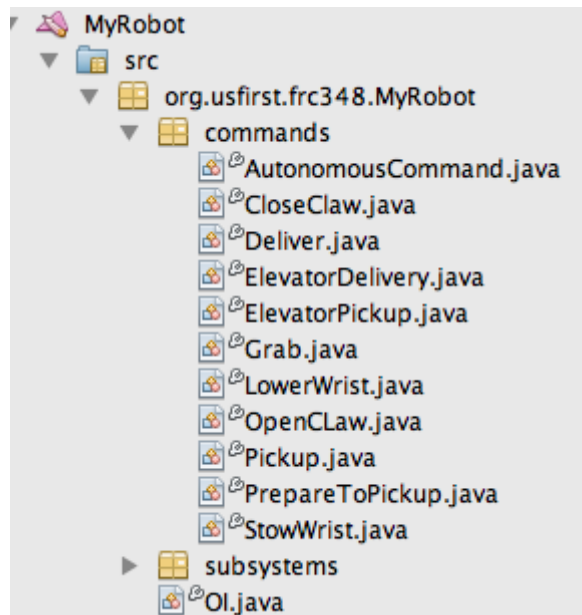 MyRobot
src
org.usfirst.frc348.MyRobot
commands
AutonomousCommand.java
CloseClaw.java
Deliver.java
ElevatorDelivery.java
ElevatorPickup.java
Grab.java
LowerWrist.java
OpenCLaw.java
Pickup.java
PrepareToPickup.java
StowWrist.java
subsystems
OI.java